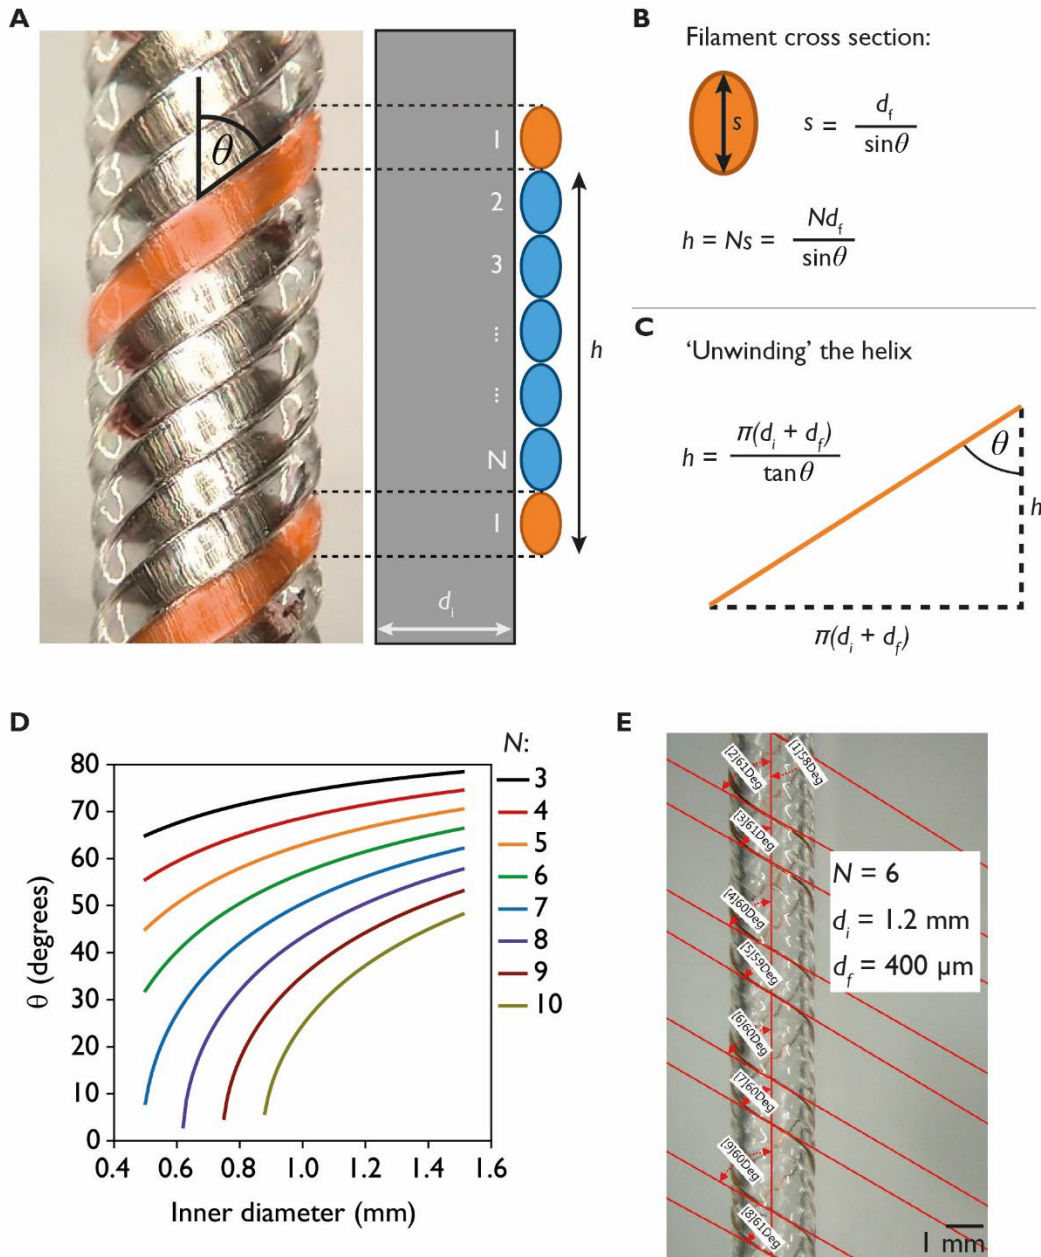 A
θ
1
2
3
...
...
N
1
h
d_i
B
Filament cross section:
s
s = d_f / sinθ
h = Ns = Nd_f / sinθ
C
‘Unwinding’ the helix
h = π(d_i + d_f) / tanθ
θ
h
π(d_i + d_f)
D
N:
3
4
5
6
7
8
9
10
θ (degrees)
80
70
60
50
40
30
20
10
0
0.4
0.6
0.8
1.0
1.2
1.4
1.6
Inner diameter (mm)
E
[1]58Deg
[2]61Deg
[3]61Deg
[4]60Deg
[5]59Deg
[6]60Deg
[7]60Deg
[9]60Deg
[8]61Deg
N = 6
d_i = 1.2 mm
d_f = 400 μm
1 mm